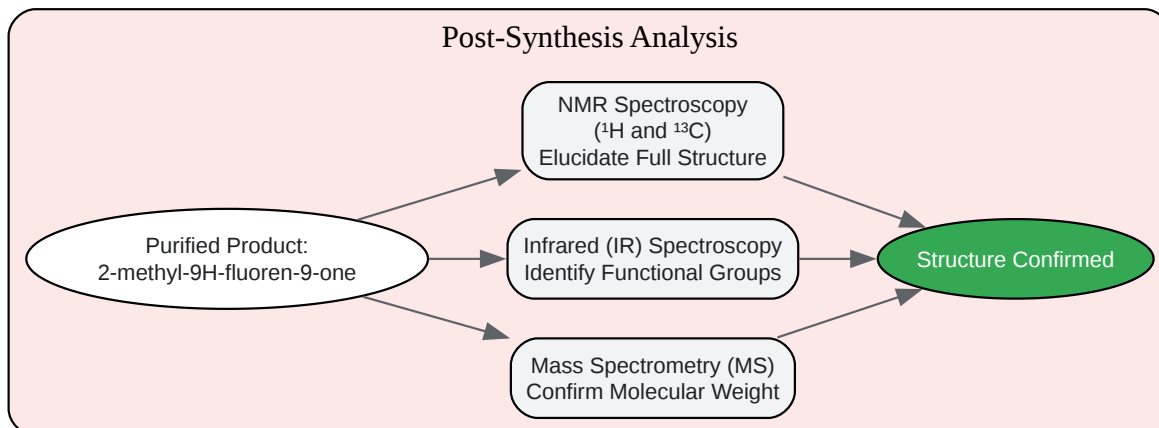 Post-Synthesis Analysis
NMR Spectroscopy
(¹H and ¹³C)
Elucidate Full Structure
Purified Product:
2-methyl-9H-fluoren-9-one
Infrared (IR) Spectroscopy
Identify Functional Groups
Structure Confirmed
Mass Spectrometry (MS)
Confirm Molecular Weight